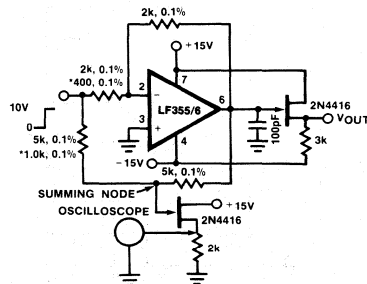 2k, 0.1%
+15V
2k, 0.1%
*400, 0.1%
10V
0
5k, 0.1%
*1.0k, 0.1%
2
3
7
6
4
−
+
LF355/6
100pF
2N4416
VOUT
3k
−15V
5k, 0.1%
SUMMING NODE
OSCILLOSCOPE
+15V
2N4416
2k